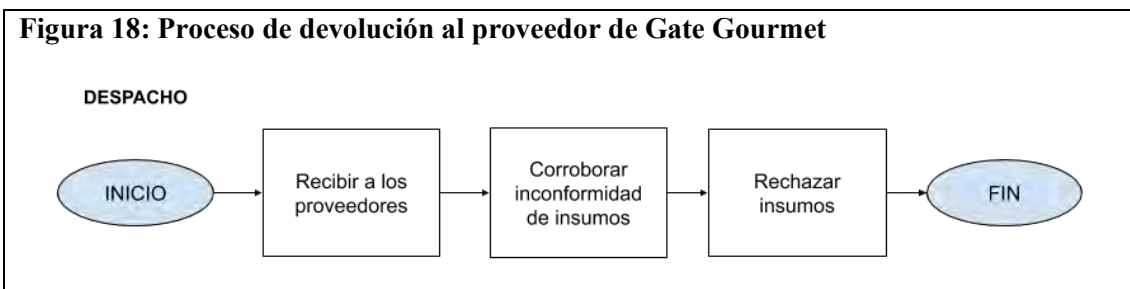 Figura 18: Proceso de devolución al proveedor de Gate Gourmet
DESPACHO
INICIO
Recibir a los
proveedores
Corroborar
inconformidad
de insumos
Rechazar
insumos
FIN